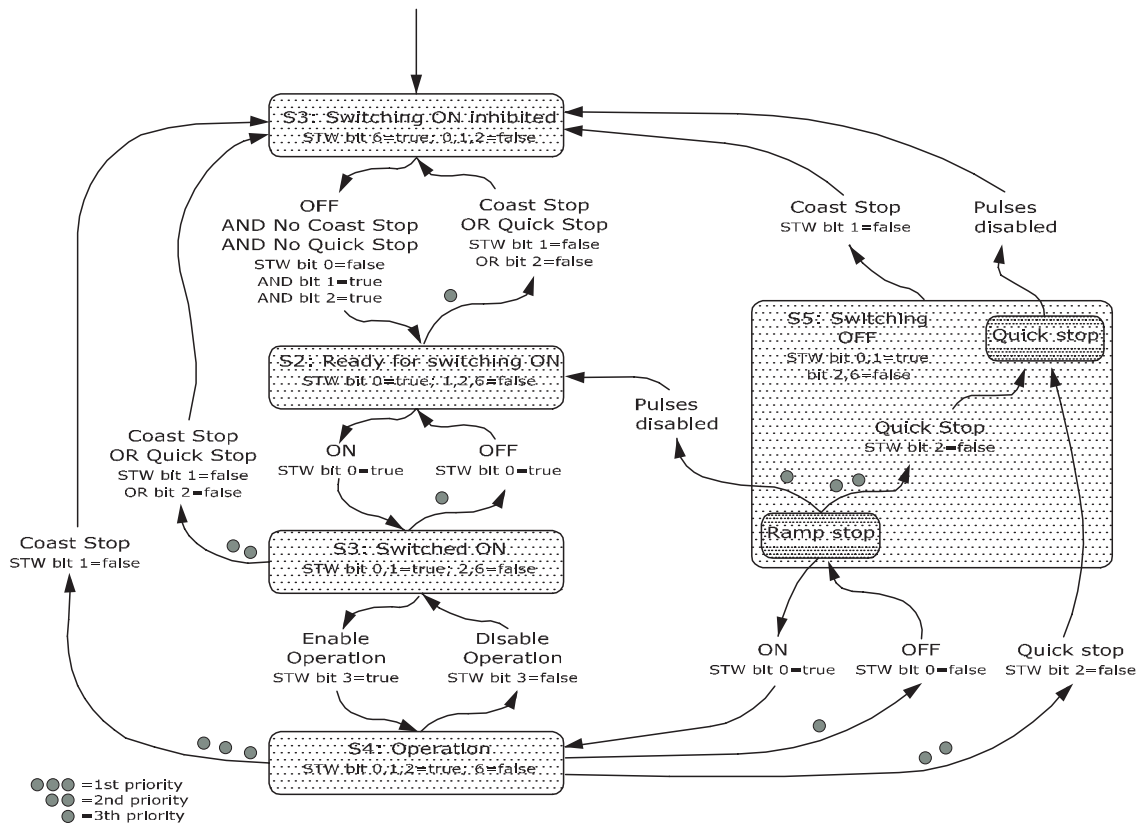 S3: Switching ON inhibited
STW bit 6=true; 0,1,2=false
OFF
AND No Coast Stop
AND No Quick Stop
STW bit 0=false
AND bit 1=true
AND bit 2=true
Coast Stop
OR Quick Stop
STW bit 1=false
OR bit 2=false
Coast Stop
STW bit 1=false
Pulses
disabled
S5: Switching
OFF
STW bit 0,1=true
bit 2,6=false
Quick stop
S2: Ready for switching ON
STW bit 0=true; 1,2,6=false
Pulses
disabled
Quick Stop
STW bit 2=false
Coast Stop
OR Quick Stop
STW bit 1=false
OR bit 2=false
ON
STW bit 0=true
OFF
STW bit 0=true
Ramp stop
S3: Switched ON
STW bit 0,1=true; 2,6=false
Coast Stop
STW bit 1=false
Enable
Operation
STW bit 3=true
Disable
Operation
STW bit 3=false
ON
STW bit 0=true
OFF
STW bit 0=false
Quick stop
STW bit 2=false
S4: Operation
STW bit 0,1,2=true; 6=false
=1st priority
=2nd priority
=3th priority